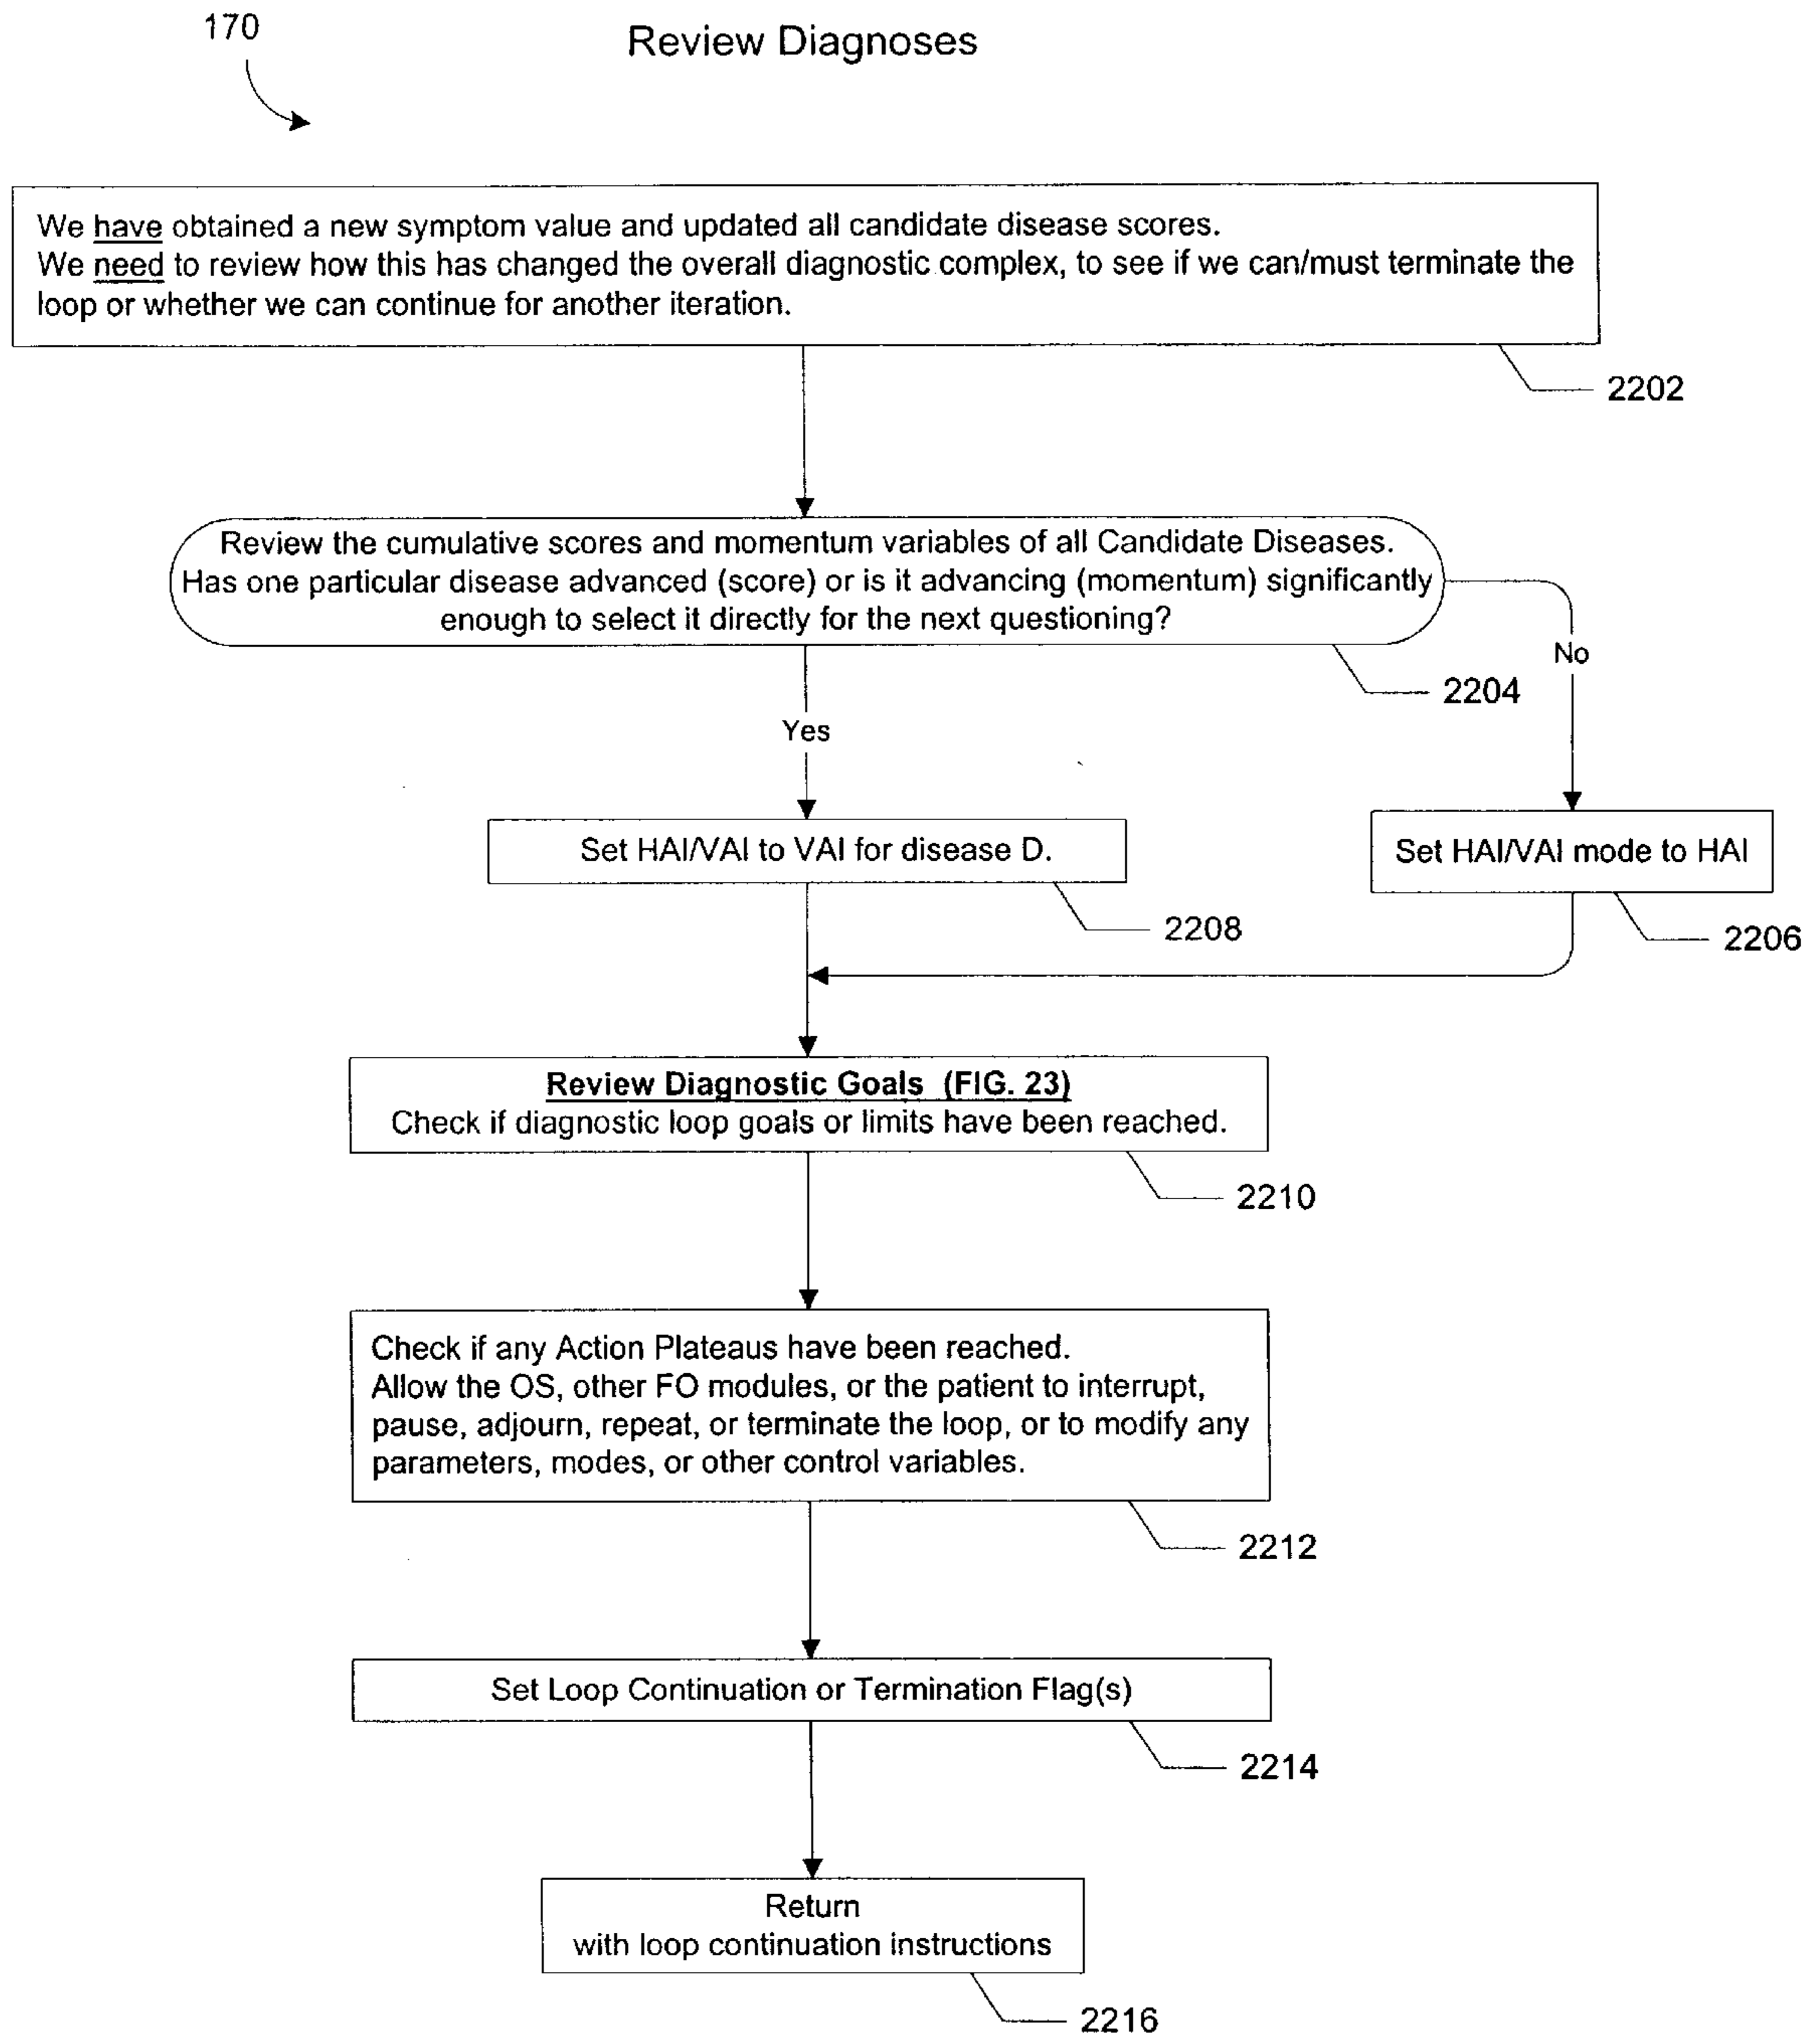 170
Review Diagnoses
We have obtained a new symptom value and updated all candidate disease scores.
We need to review how this has changed the overall diagnostic complex, to see if we can/must terminate the
loop or whether we can continue for another iteration.
2202
Review the cumulative scores and momentum variables of all Candidate Diseases.
Has one particular disease advanced (score) or is it advancing (momentum) significantly
enough to select it directly for the next questioning?
No
2204
Yes
Set HAI/VAI to VAI for disease D.
Set HAI/VAI mode to HAI
2208
2206
Review Diagnostic Goals (FIG. 23)
Check if diagnostic loop goals or limits have been reached.
2210
Check if any Action Plateaus have been reached.
Allow the OS, other FO modules, or the patient to interrupt,
pause, adjourn, repeat, or terminate the loop, or to modify any
parameters, modes, or other control variables.
2212
Set Loop Continuation or Termination Flag(s)
2214
Return
with loop continuation instructions
2216